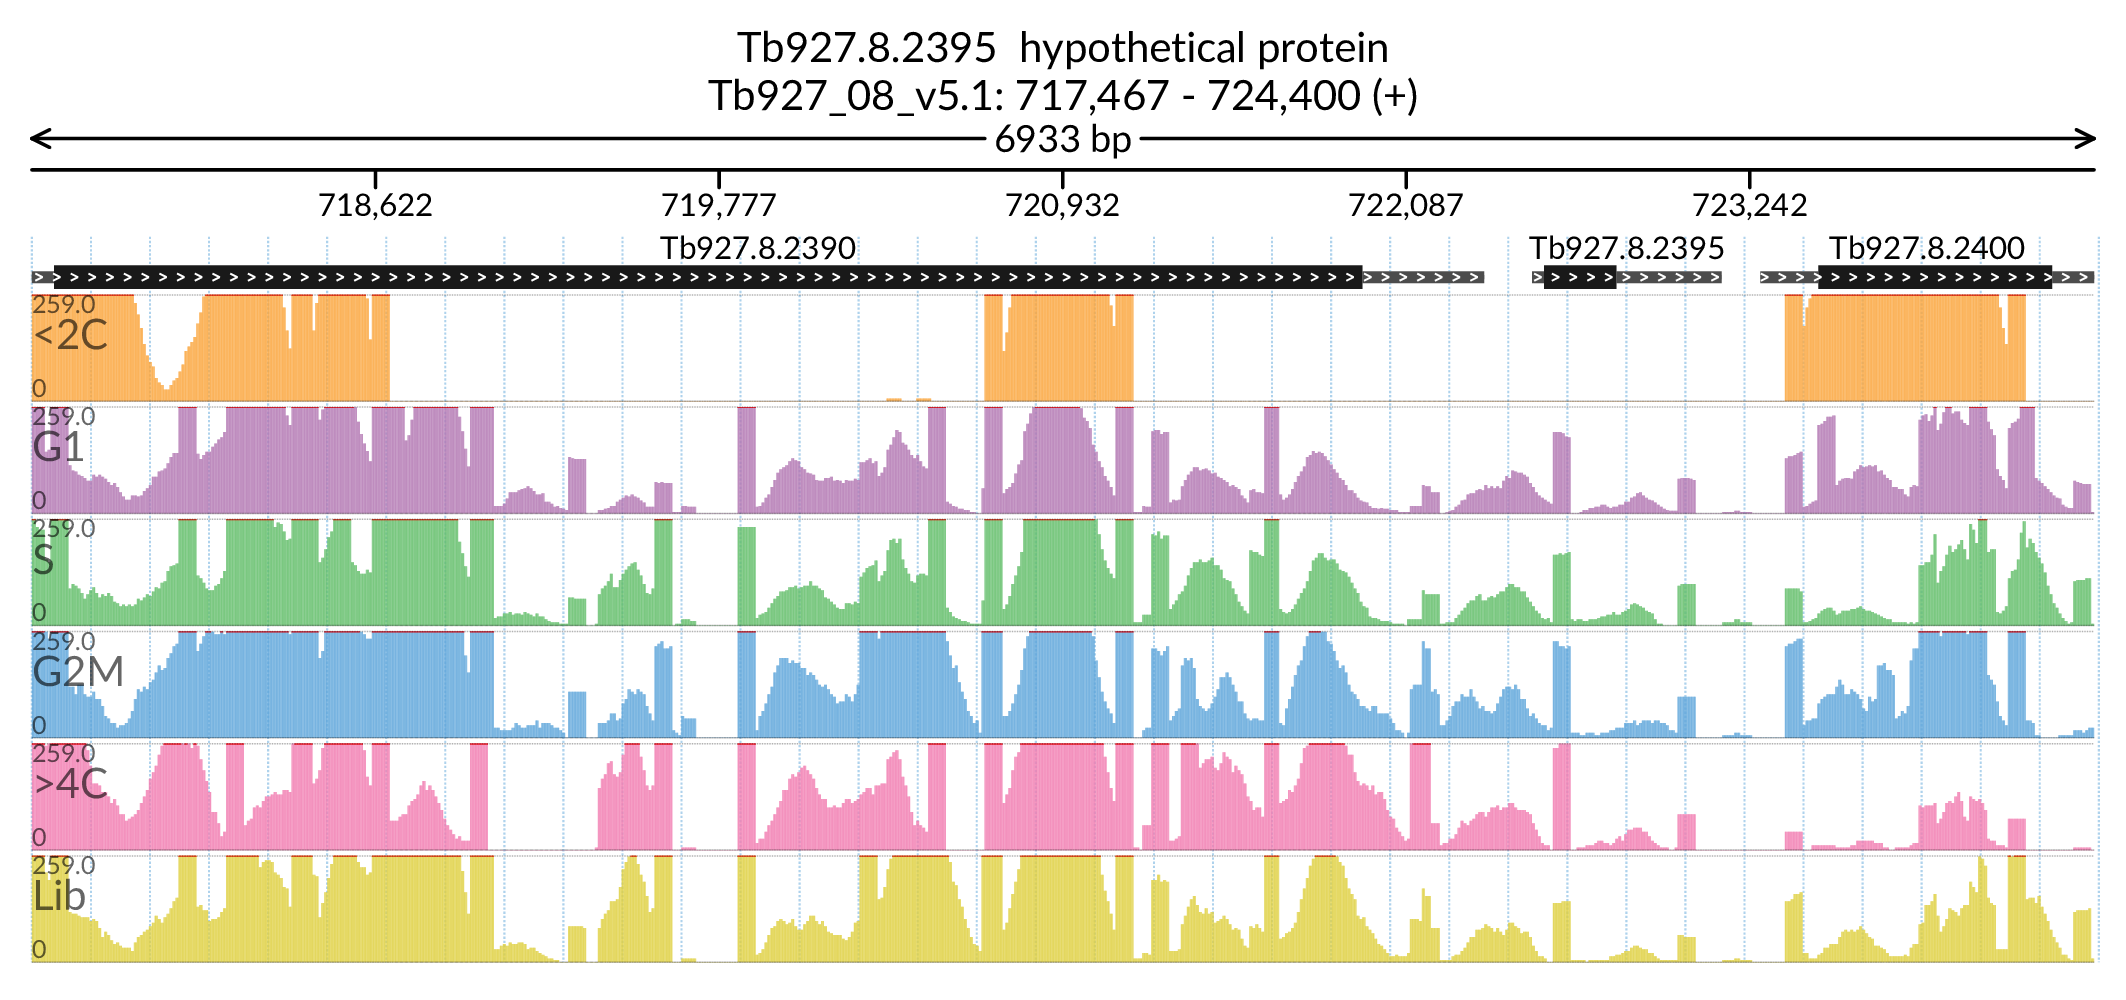 Tb927.8.2395  hypothetical protein
Tb927_08_v5.1: 717,467 - 724,400 (+)
6933 bp
718,622 719,777 720,932 722,087 723,242
Tb927.8.2390 Tb927.8.2395 Tb927.8.2400
259.0
<2C
0
259.0
G1
0
259.0
S
0
259.0
G2M
0
259.0
>4C
0
259.0
Lib
0